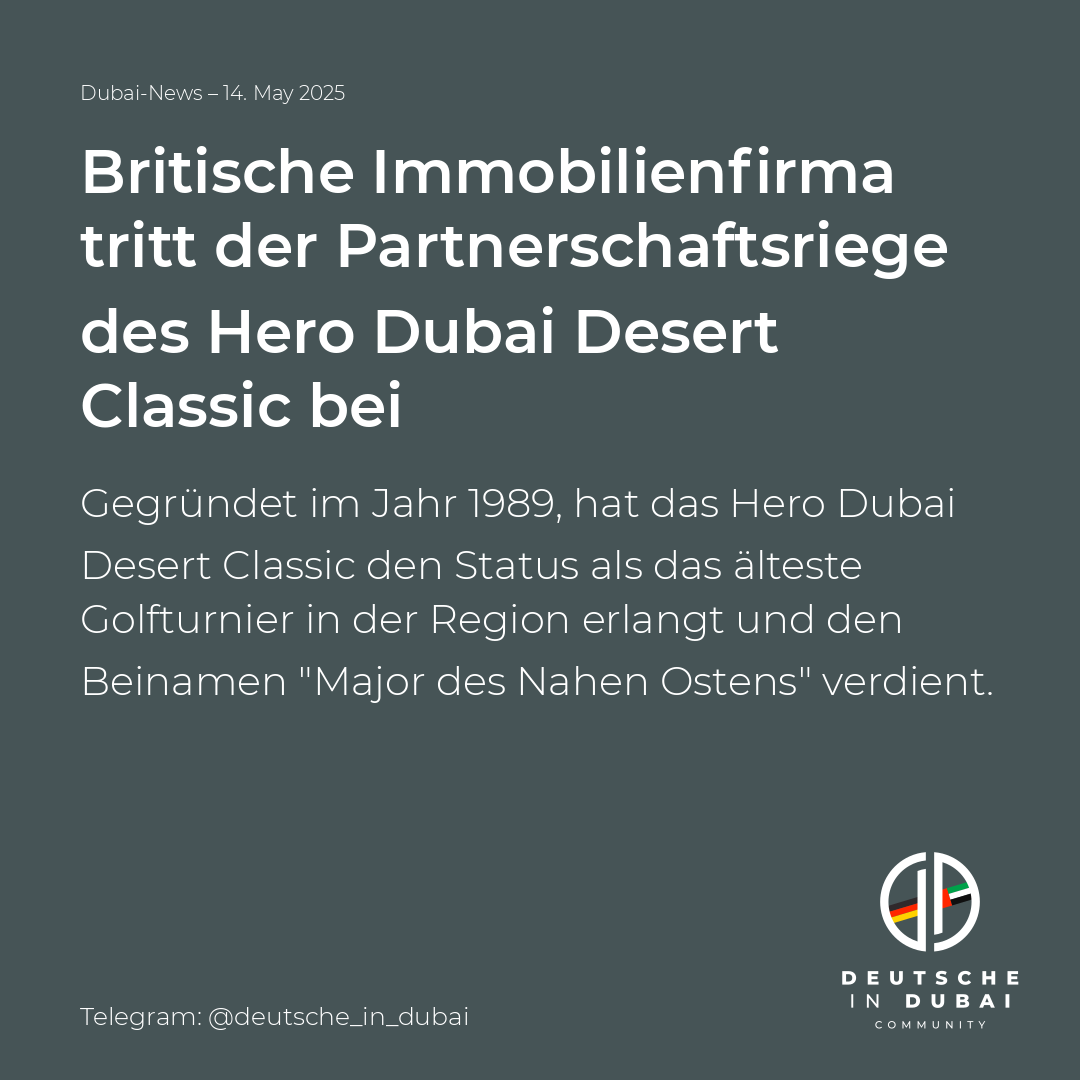 Dubai-News – 14. May 2025
Britische Immobilienfirma
tritt der Partnerschaftsriege
des Hero Dubai Desert
Classic bei
Gegründet im Jahr 1989, hat das Hero Dubai
Desert Classic den Status als das älteste
Golfturnier in der Region erlangt und den
Beinamen "Major des Nahen Ostens" verdient.
DEUTSCHE
IN DUBAI
COMMUNITY
Telegram: @deutsche_in_dubai